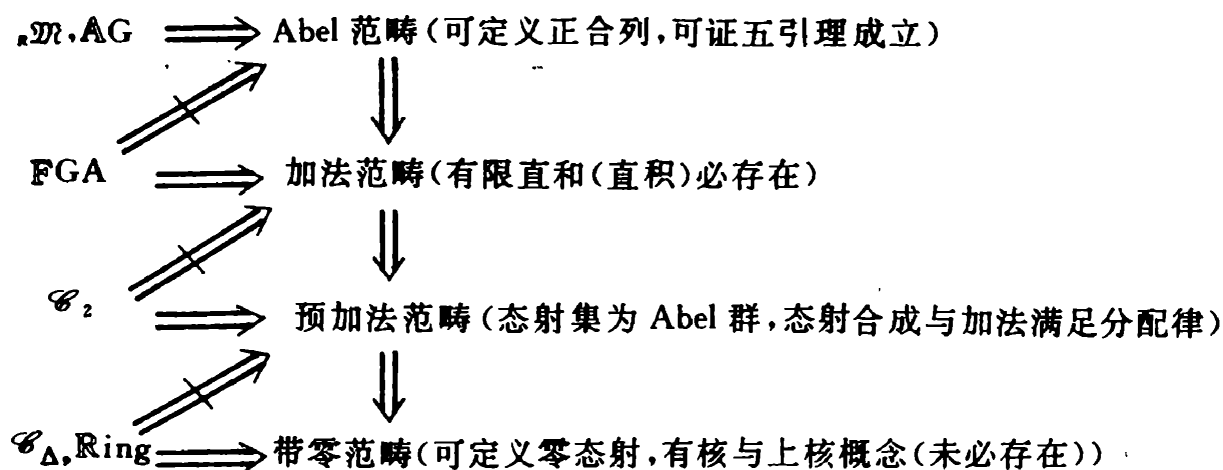 ᵣ𝔐, 𝔸G ⟹ Abel 范畴(可定义正合列,可证五引理成立)
𝔽GA ⟹ 加法范畴(有限直和(直积)必存在)
𝒞₂ ⟹ 预加法范畴(态射集为 Abel 群,态射合成与加法满足分配律)
𝒞_Δ, ℝing ⟹ 带零范畴(可定义零态射,有核与上核概念(未必存在))